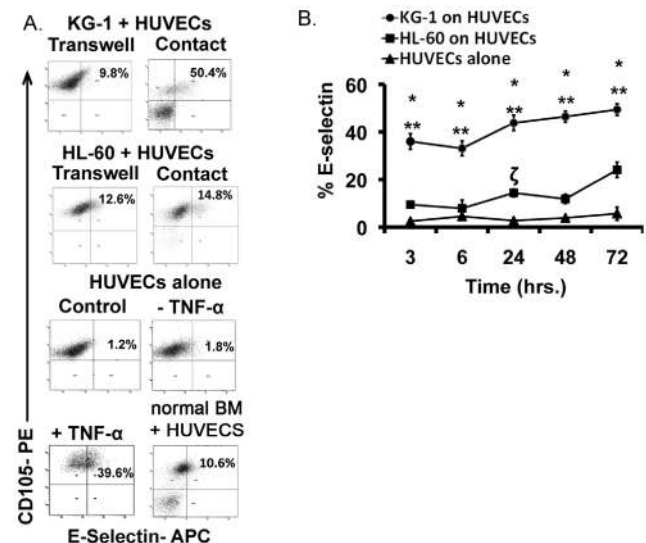 A.
KG-1 + HUVECs
Transwell Contact
9.8% 50.4%
HL-60 + HUVECs
Transwell Contact
12.6% 14.8%
HUVECs alone
Control - TNF-α
1.2% 1.8%
+ TNF-α
normal BM
+ HUVECS
39.6% 10.6%
CD105- PE
E-Selectin- APC
B.
KG-1 on HUVECs
HL-60 on HUVECs
HUVECs alone
% E-selectin
60
40
20
0
* * * * *
** ** ** ** **
ζ
3 6 24 48 72
Time (hrs.)